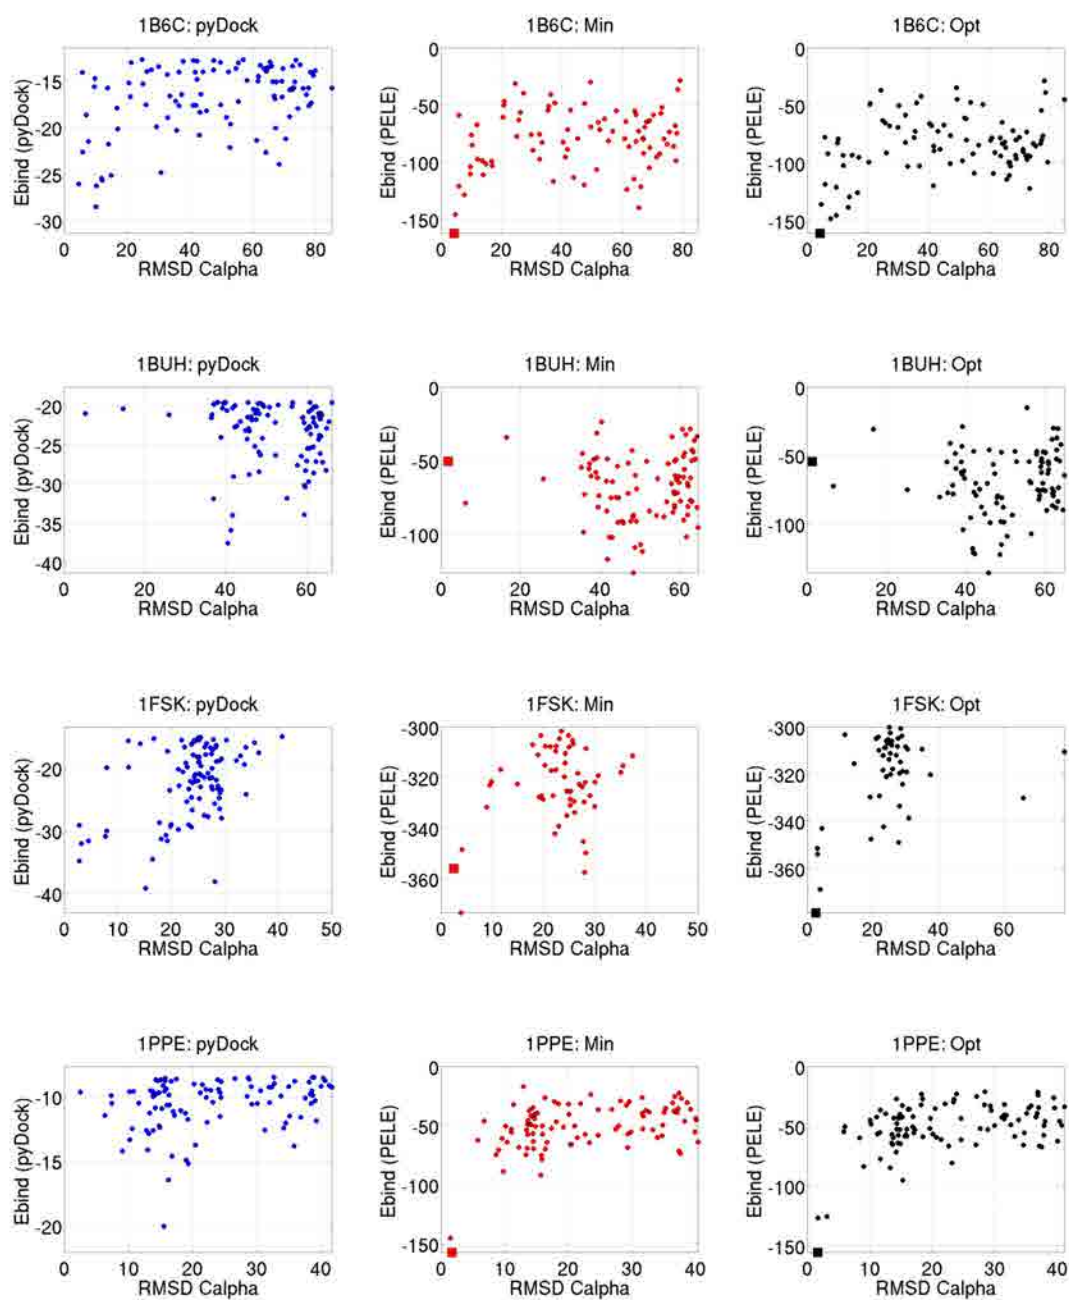 1B6C: pyDock
Ebind (pyDock)
-15
-20
-25
-30
0 20 40 60 80
RMSD Calpha
1B6C: Min
Ebind (PELE)
0
-50
-100
-150
0 20 40 60 80
RMSD Calpha
1B6C: Opt
Ebind (PELE)
0
-50
-100
-150
0 20 40 60 80
RMSD Calpha
1BUH: pyDock
Ebind (pyDock)
-20
-25
-30
-35
-40
0 20 40 60
RMSD Calpha
1BUH: Min
Ebind (PELE)
0
-50
-100
0 20 40 60
RMSD Calpha
1BUH: Opt
Ebind (PELE)
0
-50
-100
0 20 40 60
RMSD Calpha
1FSK: pyDock
Ebind (pyDock)
-20
-30
-40
0 10 20 30 40 50
RMSD Calpha
1FSK: Min
Ebind (PELE)
-300
-320
-340
-360
0 10 20 30 40 50
RMSD Calpha
1FSK: Opt
Ebind (PELE)
-300
-320
-340
-360
0 20 40 60
RMSD Calpha
1PPE: pyDock
Ebind (pyDock)
-10
-15
-20
0 10 20 30 40
RMSD Calpha
1PPE: Min
Ebind (PELE)
0
-50
-100
-150
0 10 20 30 40
RMSD Calpha
1PPE: Opt
Ebind (PELE)
0
-50
-100
-150
0 10 20 30 40
RMSD Calpha